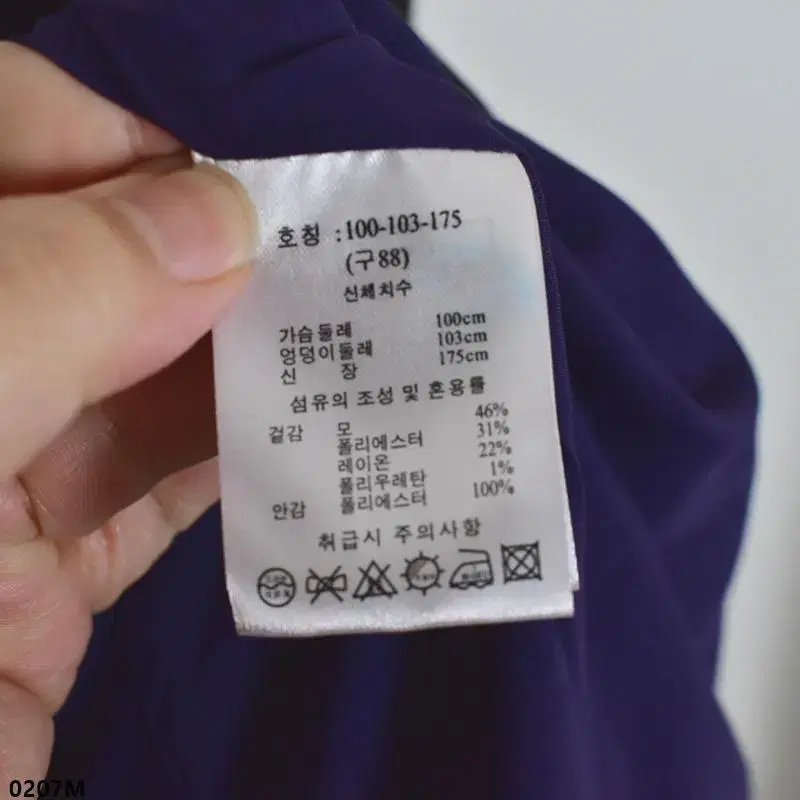 호칭 :100-103-175
(구88)
신체치수
가슴둘레 100cm
엉덩이둘레 103cm
신 장 175cm
섬유의 조성 및 혼용률
겉감 모 46%
폴리에스터 31%
레이온 22%
폴리우레탄 1%
안감 폴리에스터 100%
취급시 주의사항
0207M